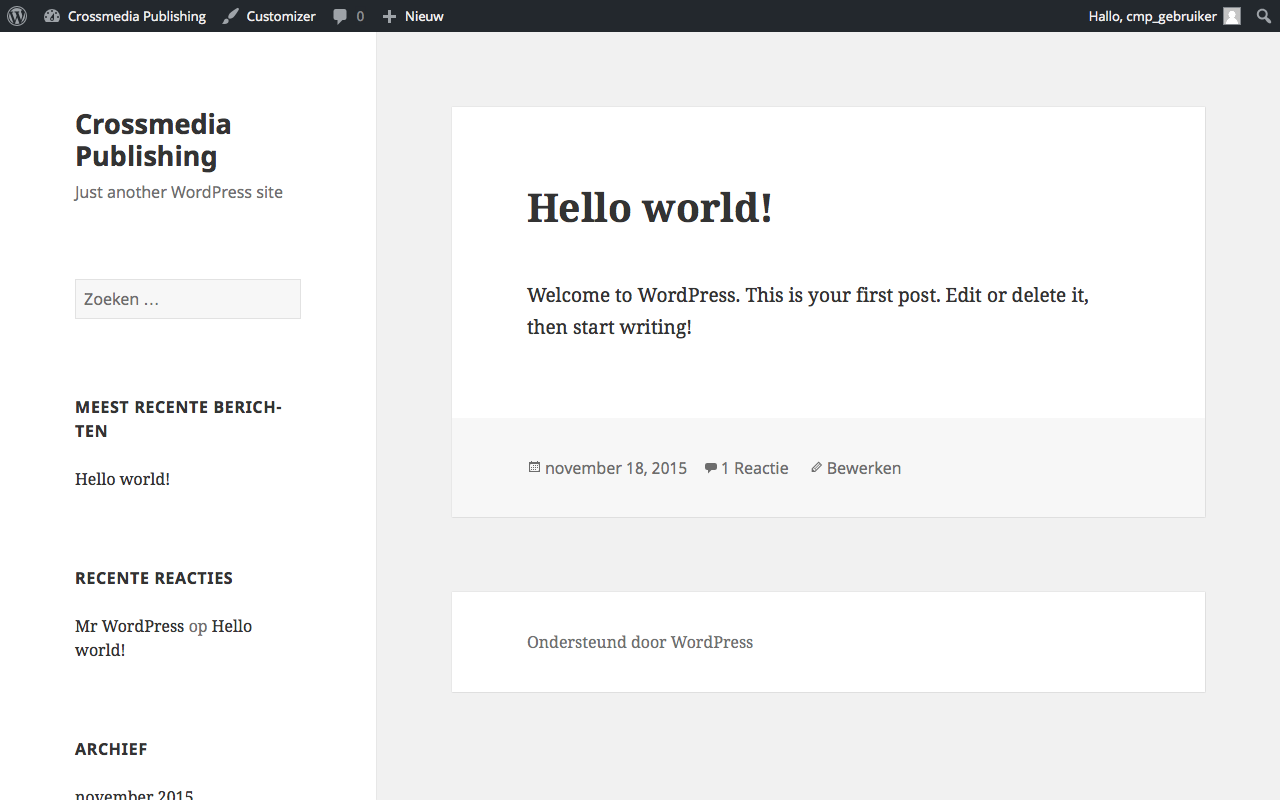 Crossmedia Publishing Customizer 0 Nieuw Hallo, cmp_gebruiker
Crossmedia
Publishing
Just another WordPress site
Zoeken …
MEEST RECENTE BERICH-
TEN
Hello world!
RECENTE REACTIES
Mr WordPress op Hello
world!
ARCHIEF
november 2015
Hello world!
Welcome to WordPress. This is your first post. Edit or delete it,
then start writing!
november 18, 2015 1 Reactie Bewerken
Ondersteund door WordPress